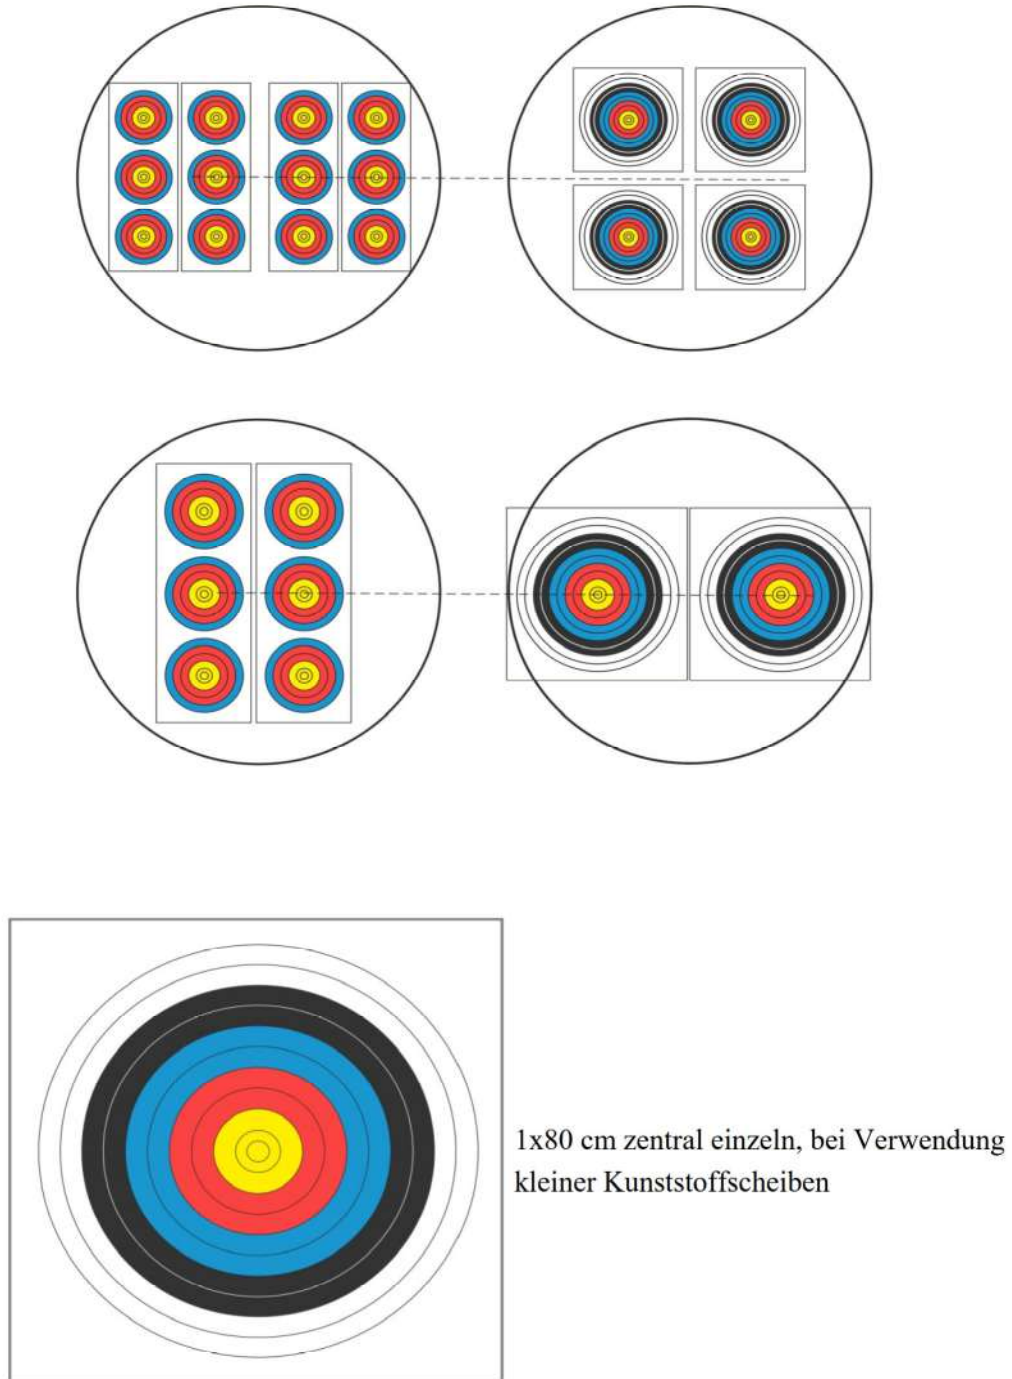 1x80 cm zentral einzeln, bei Verwendung
kleiner Kunststoffscheiben